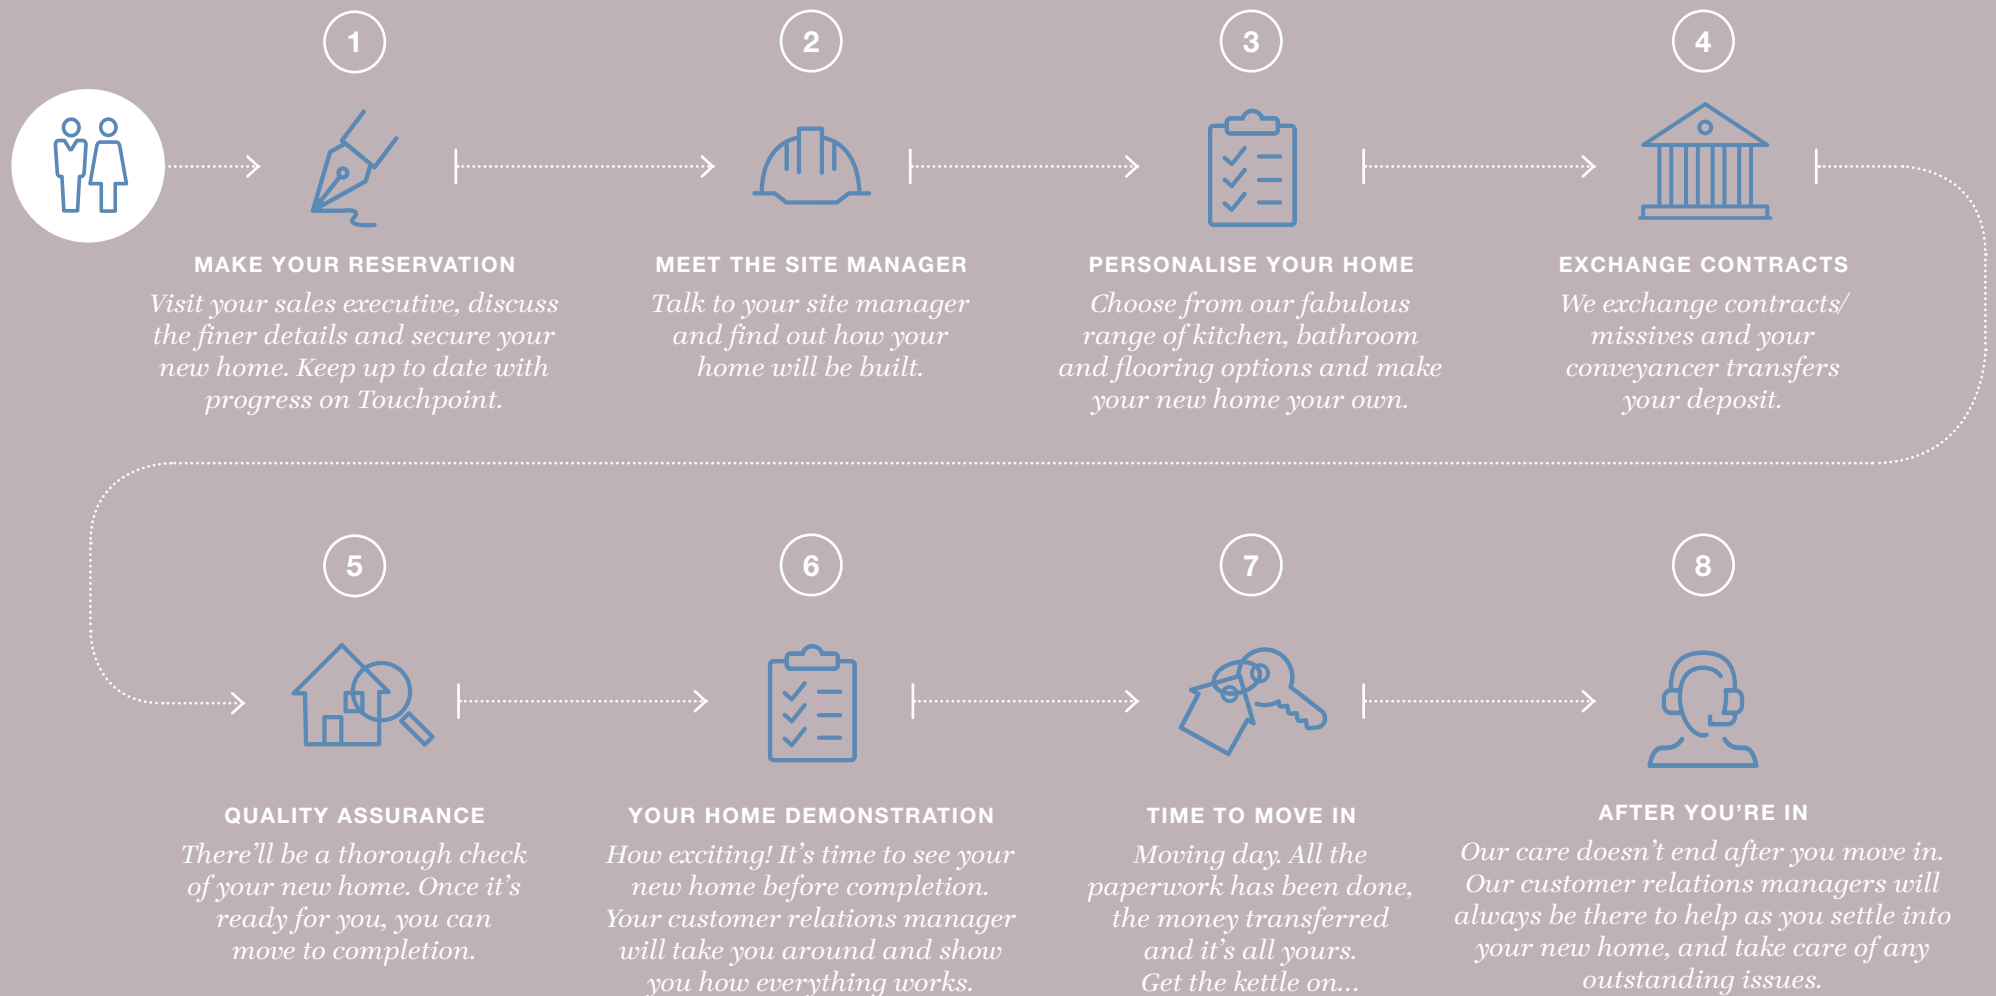 1
MAKE YOUR RESERVATION
Visit your sales executive, discuss
the finer details and secure your
new home. Keep up to date with
progress on Touchpoint.
2
MEET THE SITE MANAGER
Talk to your site manager
and find out how your
home will be built.
3
PERSONALISE YOUR HOME
Choose from our fabulous
range of kitchen, bathroom
and flooring options and make
your new home your own.
4
EXCHANGE CONTRACTS
We exchange contracts/
missives and your
conveyancer transfers
your deposit.
5
QUALITY ASSURANCE
There’ll be a thorough check
of your new home. Once it’s
ready for you, you can
move to completion.
6
YOUR HOME DEMONSTRATION
How exciting! It’s time to see your
new home before completion.
Your customer relations manager
will take you around and show
you how everything works.
7
TIME TO MOVE IN
Moving day. All the
paperwork has been done,
the money transferred
and it’s all yours.
Get the kettle on…
8
AFTER YOU’RE IN
Our care doesn’t end after you move in.
Our customer relations managers will
always be there to help as you settle into
your new home, and take care of any
outstanding issues.